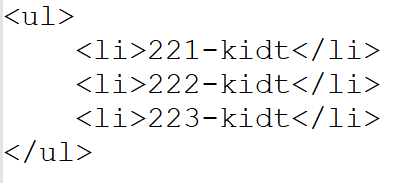 <ul>
    <li>221-kidt</li>
    <li>222-kidt</li>
    <li>223-kidt</li>
</ul>